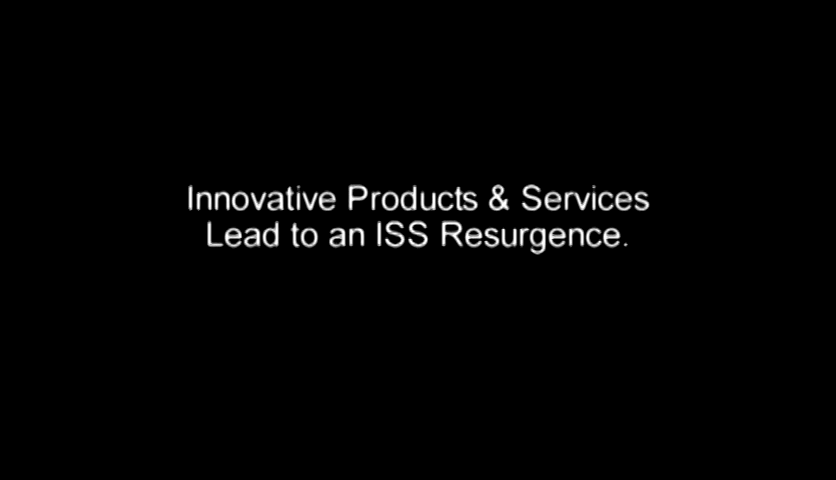 Innovative Products & Services
Lead to an ISS Resurgence.